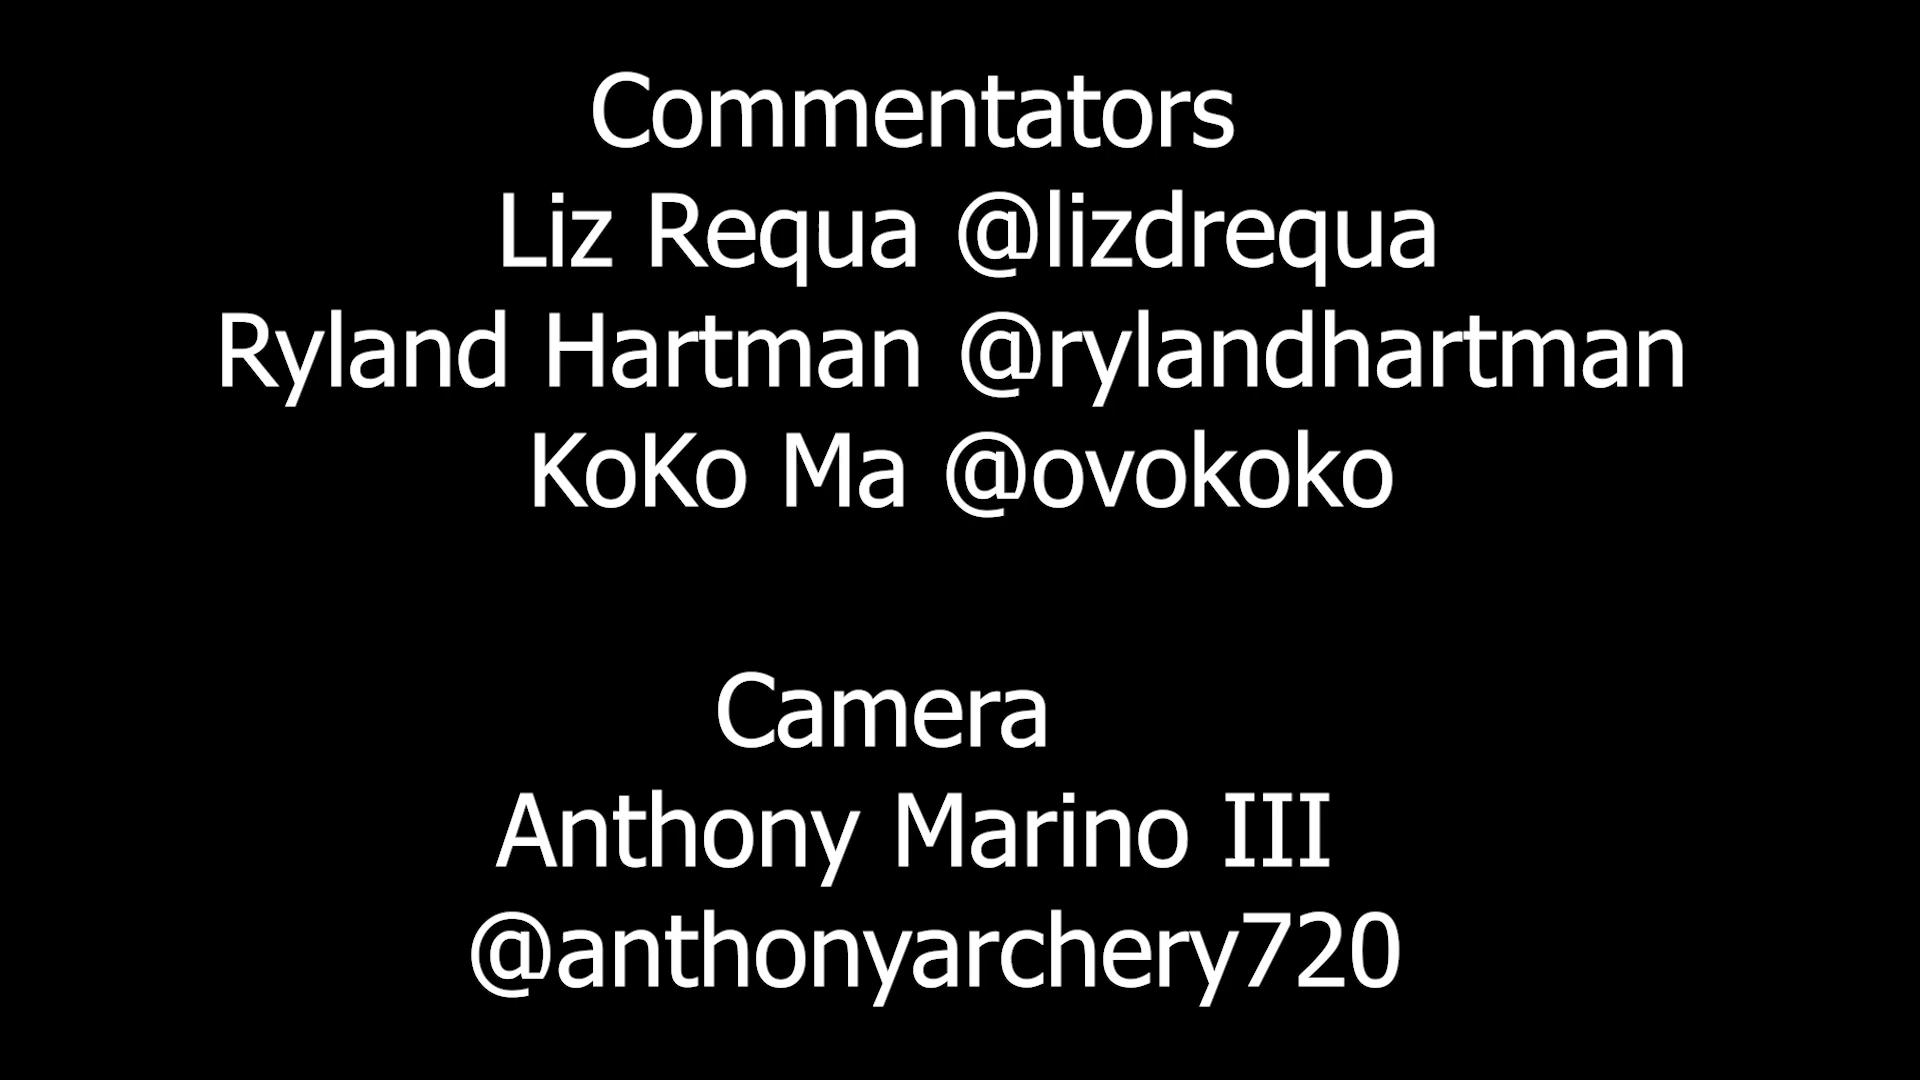 Commentators
Liz Requa @lizdrequa
Ryland Hartman @rylandhartman
KoKo Ma @ovokoko
Camera
Anthony Marino III
@anthonyarchery720